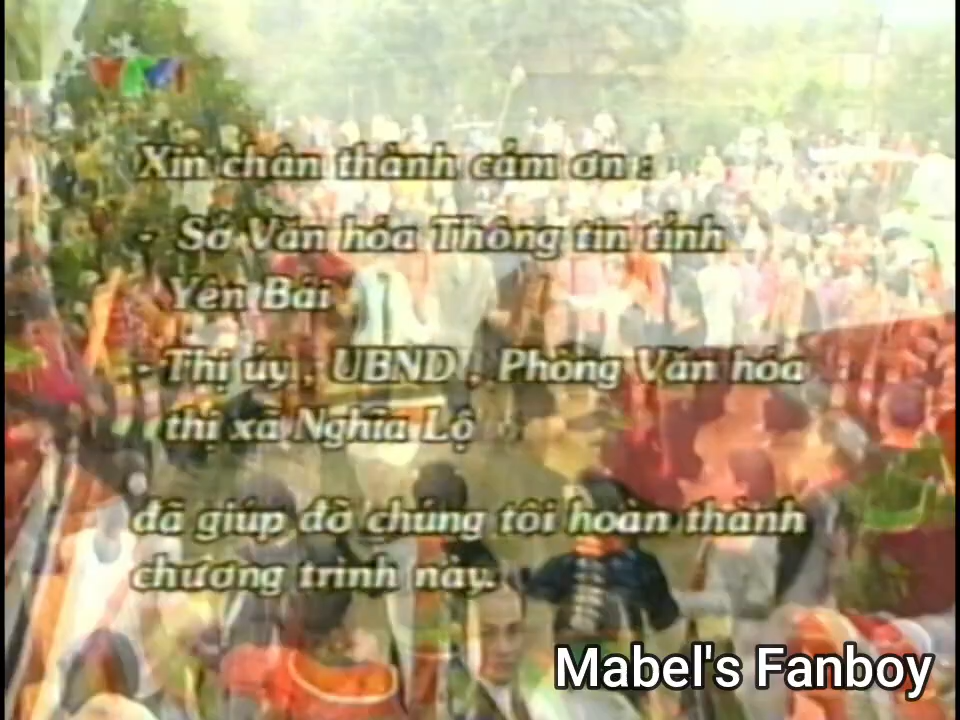 VTV1
Xin chân thành cảm ơn :
- Sở Văn hóa Thông tin tỉnh
Yên Bái
- Thị ủy , UBND , Phòng Văn hóa
thị xã Nghĩa Lộ
đã giúp đỡ chúng tôi hoàn thành
chương trình này.
Mabel's Fanboy